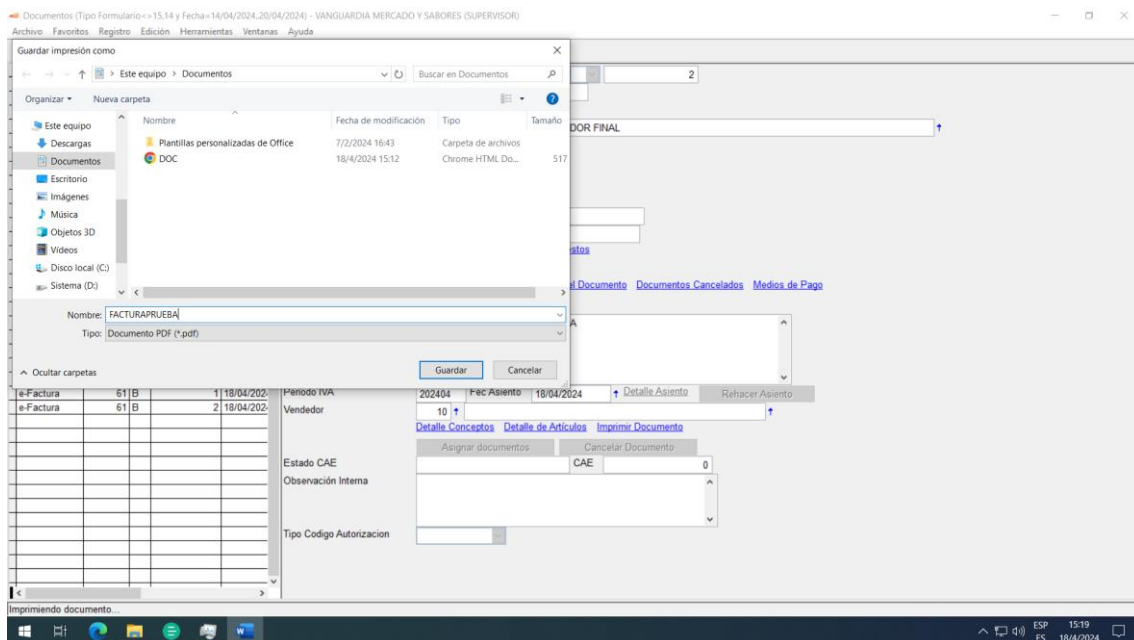 Documentos (Tipo Formulario<>15,14 y Fecha=14/04/2024..20/04/2024) - VANGUARDIA MERCADO Y SABORES (SUPERVISOR)
Archivo Favoritos Registro Edición Herramientas Ventanas Ayuda
Guardar impresión como
Este equipo > Documentos
Buscar en Documentos
2
Organizar Nueva carpeta
Nombre Fecha de modificación Tipo Tamaño
Este equipo
Descargas
Documentos
Escritorio
Imágenes
Música
Objetos 3D
Vídeos
Disco local (C:)
Sistema (D:)
Plantillas personalizadas de Office 7/2/2024 16:43 Carpeta de archivos
DOC 18/4/2024 15:12 Chrome HTML Do... 517
DOR FINAL
stos
el Documento Documentos Cancelados Medios de Pago
Nombre: FACTURAPRUEBA
A
Tipo: Documento PDF (*.pdf)
Ocultar carpetas
Guardar Cancelar
e-Factura 61 B 1 18/04/202
Periodo IVA 202404 Fec Asiento 18/04/2024 Detalle Asiento Rehacer Asiento
e-Factura 61 B 2 18/04/202
Vendedor 10
Detalle Conceptos Detalle de Artículos Imprimir Documento
Asignar documentos Cancelar Documento
Estado CAE CAE 0
Observación Interna
Tipo Codigo Autorizacion
Imprimiendo documento...
ESP 15:19
ES 18/04/2024